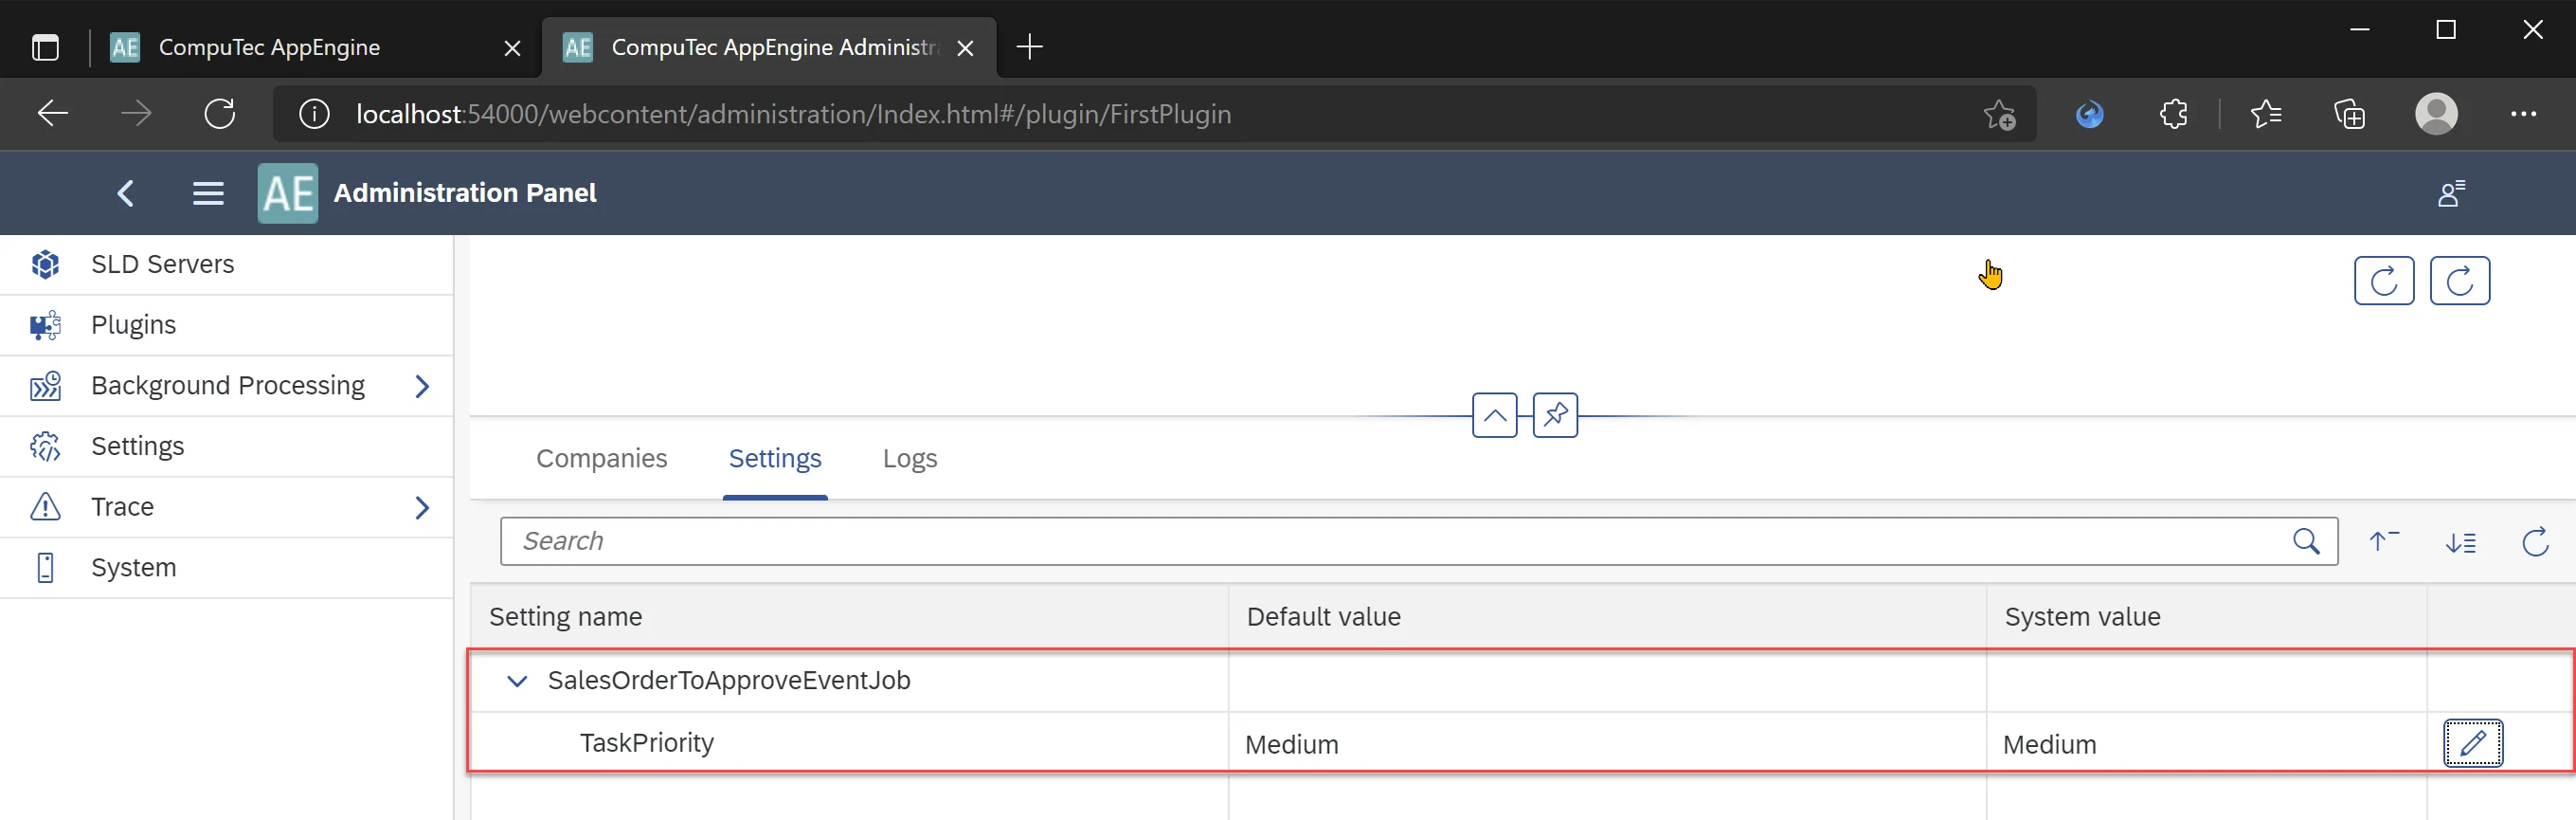 AE CompuTec AppEngine
AE CompuTec AppEngine Administr
localhost:54000/webcontent/administration/Index.html#/plugin/FirstPlugin
AE Administration Panel
SLD Servers
Plugins
Background Processing
Settings
Trace
System
Companies Settings Logs
Search
Setting name Default value System value
SalesOrderToApproveEventJob
TaskPriority Medium Medium